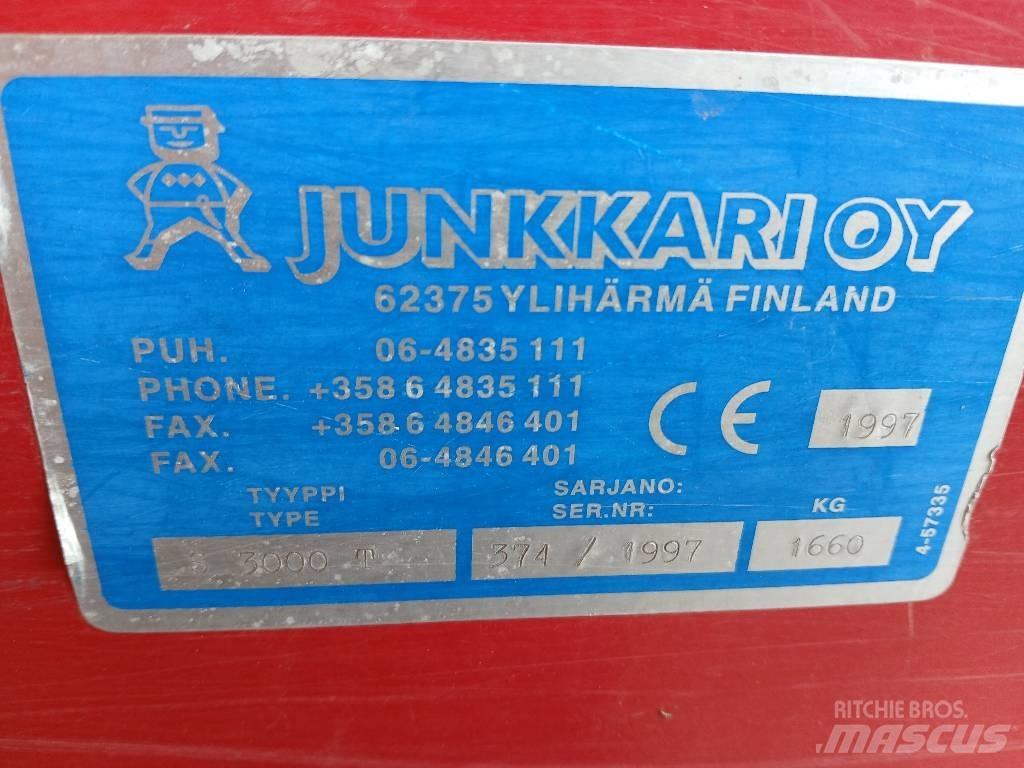 JUNKKARI OY
62375 YLIHÄRMÄ FINLAND
PUH. 06-4835 111
PHONE. +358 6 4835 111
FAX. +358 6 4846 401
FAX. 06-4846 401
CE 1997
TYYPPI SARJANO:
TYPE SER.NR: KG
3000 T 374 / 1997 1660
4-57335
RITCHIE BROS.
MASCUS